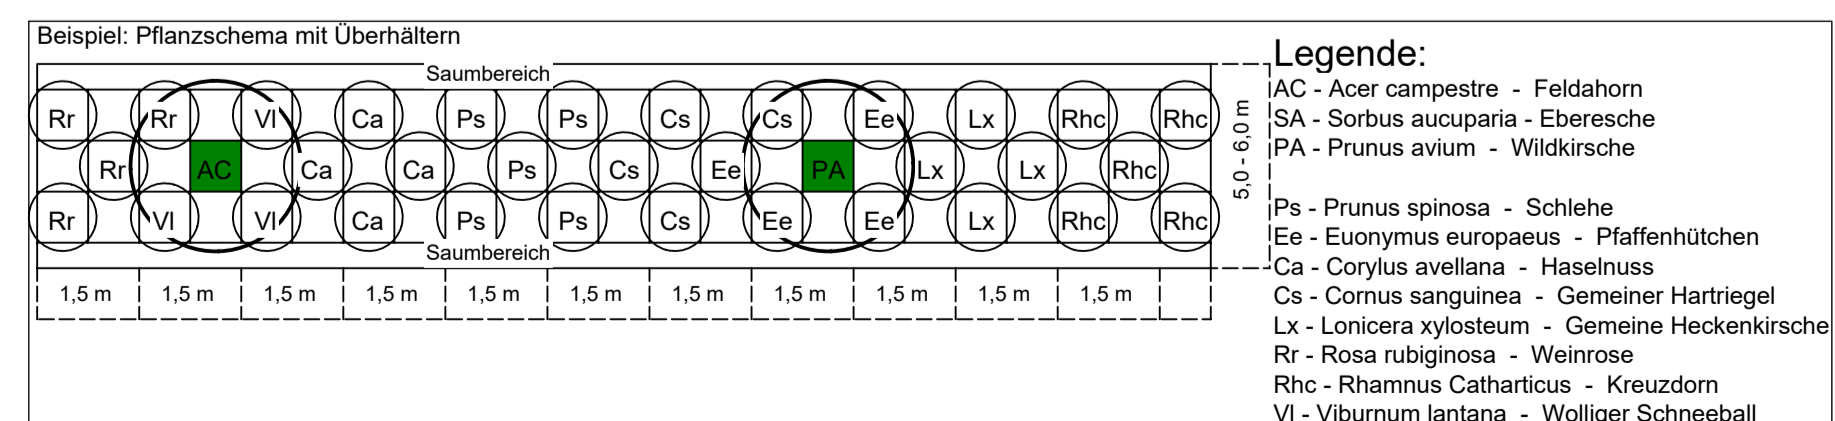 Beispiel: Pflanzschema mit Überhältern
Saumbereich
Rr Rr Vl Ca Ps Ps Cs Cs Ee Lx Rhc Rhc
Rr AC Ca Ca Ps Cs Ee PA Lx Lx Rhc
Rr Vl Vl Ca Ps Ps Cs Ee Ee Lx Rhc Rhc
Saumbereich
1,5 m 1,5 m 1,5 m 1,5 m 1,5 m 1,5 m 1,5 m 1,5 m 1,5 m 1,5 m 1,5 m
5,0 - 6,0 m
Legende:
AC - Acer campestre - Feldahorn
SA - Sorbus aucuparia - Eberesche
PA - Prunus avium - Wildkirsche
Ps - Prunus spinosa - Schlehe
Ee - Euonymus europaeus - Pfaffenhütchen
Ca - Corylus avellana - Haselnuss
Cs - Cornus sanguinea - Gemeiner Hartriegel
Lx - Lonicera xylosteum - Gemeine Heckenkirsche
Rr - Rosa rubiginosa - Weinrose
Rhc - Rhamnus Catharticus - Kreuzdorn
Vl - Viburnum lantana - Wolliger Schneeball